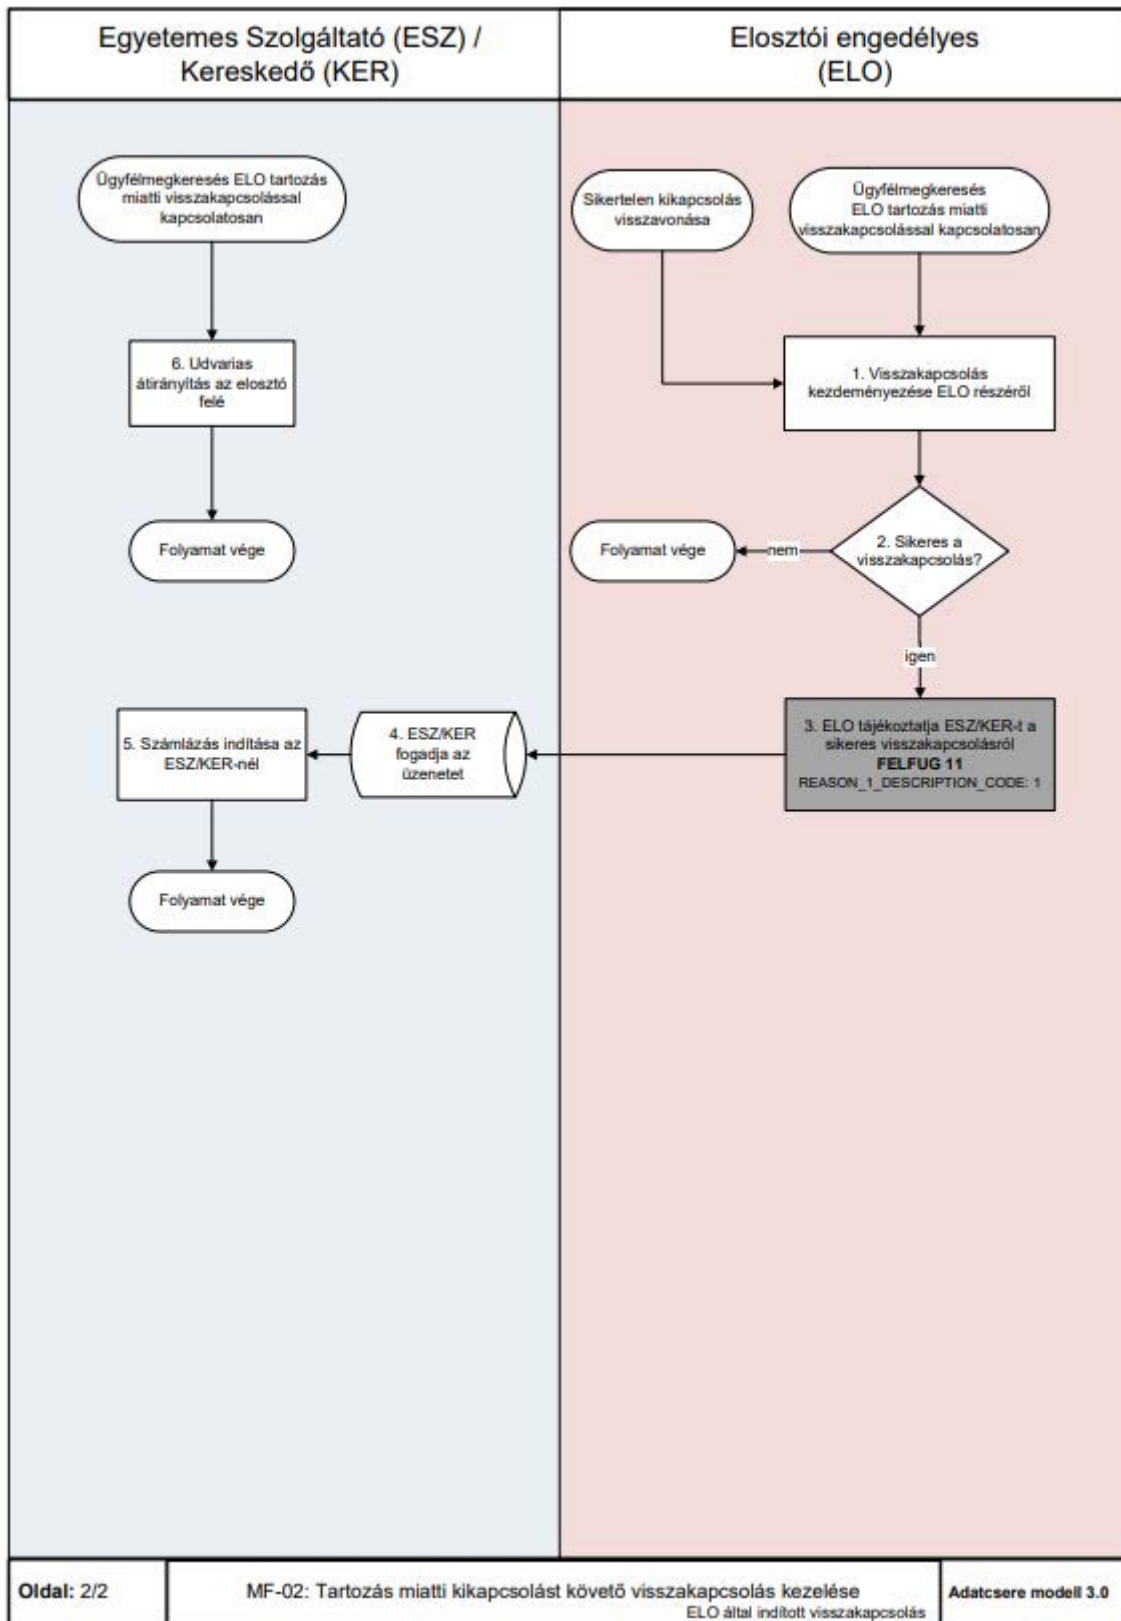 Egyetemes Szolgáltató (ESZ) /
Kereskedő (KER)
Elosztói engedélyes
(ELO)
Ügyfélmegkeresés ELO tartozás
miatti visszakapcsolással
kapcsolatosan
Sikertelen kikapcsolás
visszavonása
Ügyfélmegkeresés
ELO tartozás miatti
visszakapcsolással kapcsolatosan
6. Udvarias
átirányítás az elosztó
felé
1. Visszakapcsolás
kezdeményezése ELO részéről
Folyamat vége
Folyamat vége
nem
2. Sikeres a
visszakapcsolás?
igen
5. Számlázás indítása az
ESZ/KER-nél
4. ESZ/KER
fogadja az
üzenetet
3. ELO tájékoztatja ESZ/KER-t a
sikeres visszakapcsolásról
FELFUG 11
REASON_1_DESCRIPTION_CODE: 1
Folyamat vége
Oldal: 2/2
MF-02: Tartozás miatti kikapcsolást követő visszakapcsolás kezelése
ELO által indított visszakapcsolás
Adatcsere modell 3.0